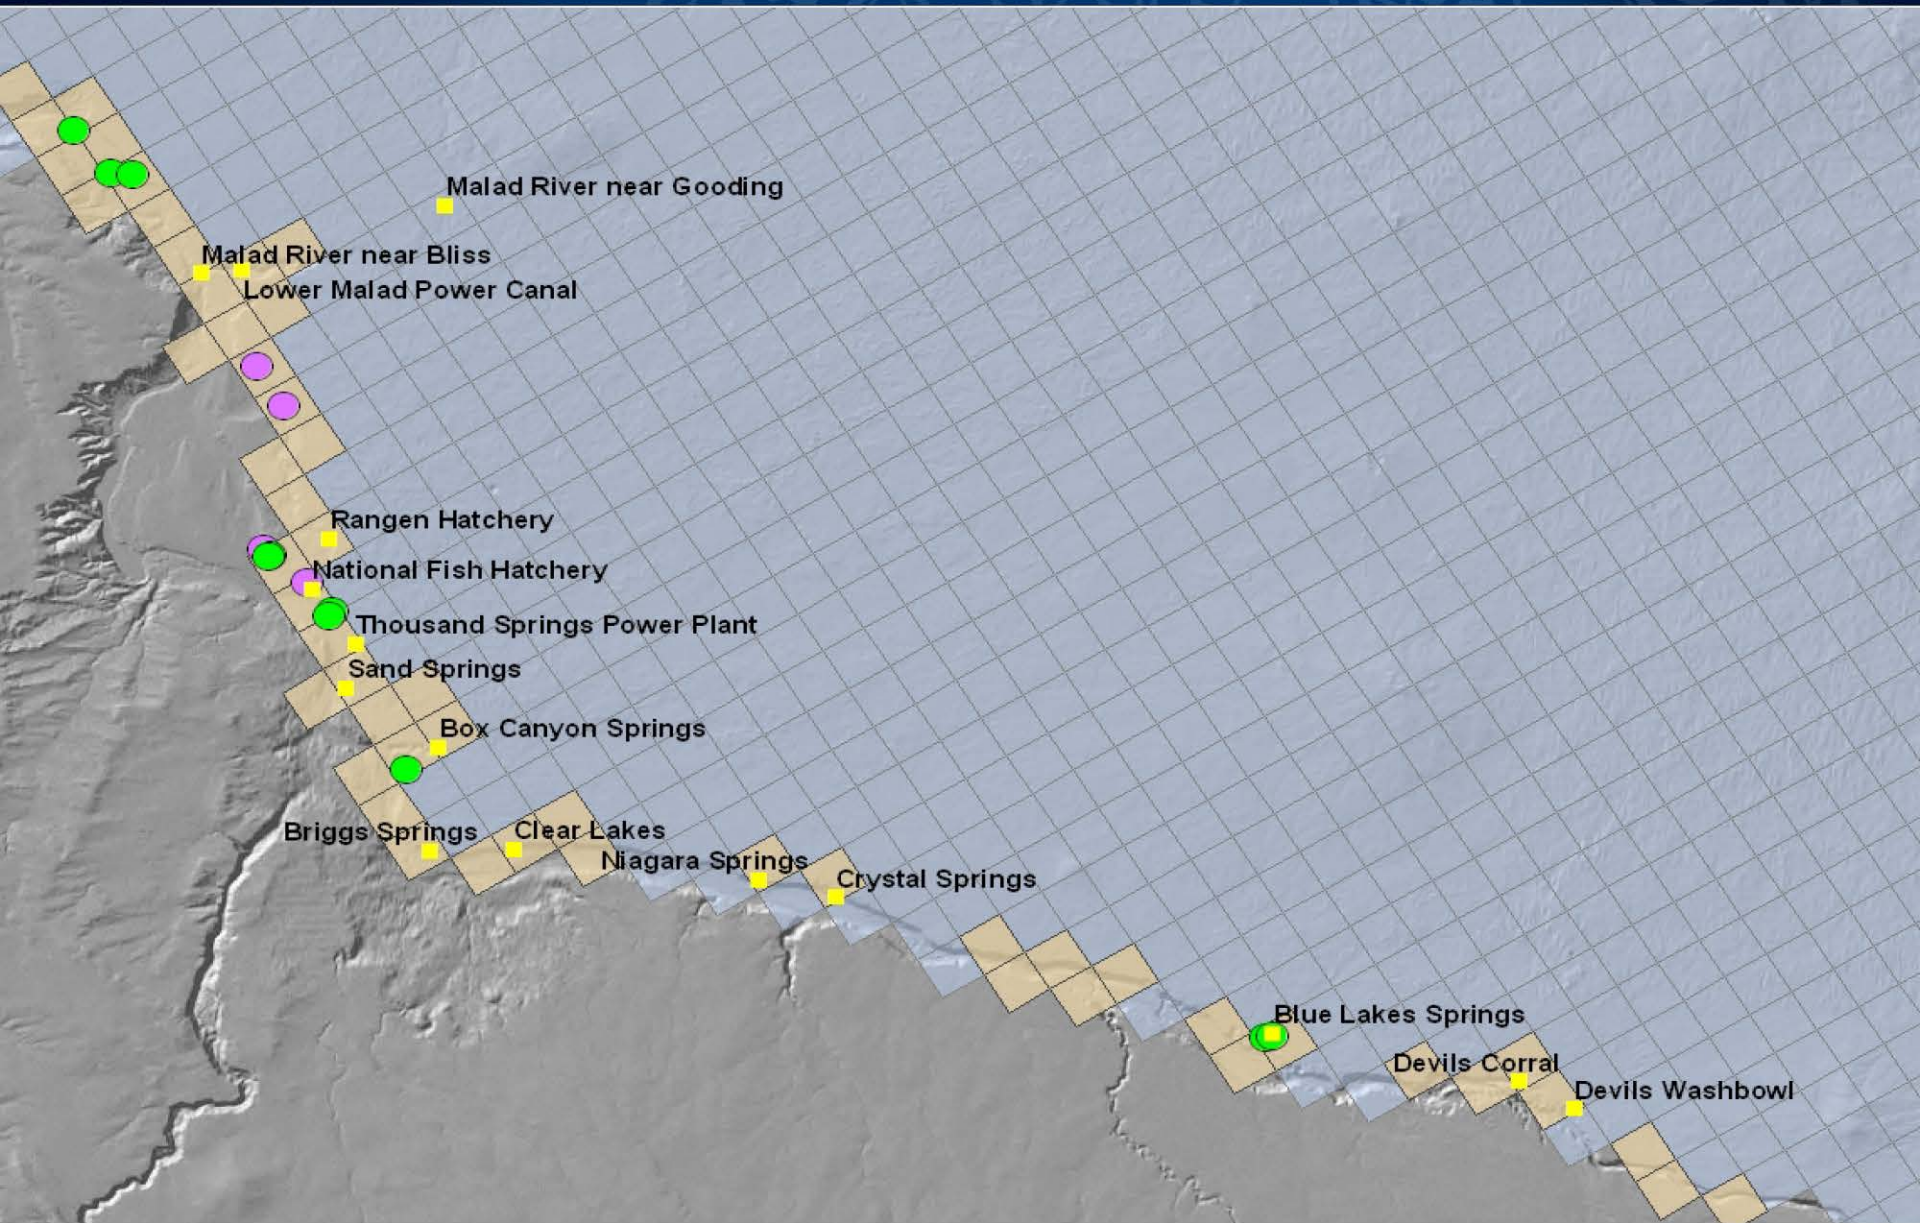 Malad River near Gooding
Malad River near Bliss
Lower Malad Power Canal
Rangen Hatchery
National Fish Hatchery
Thousand Springs Power Plant
Sand Springs
Box Canyon Springs
Briggs Springs
Clear Lakes
Niagara Springs
Crystal Springs
Blue Lakes Springs
Devils Corral
Devils Washbowl